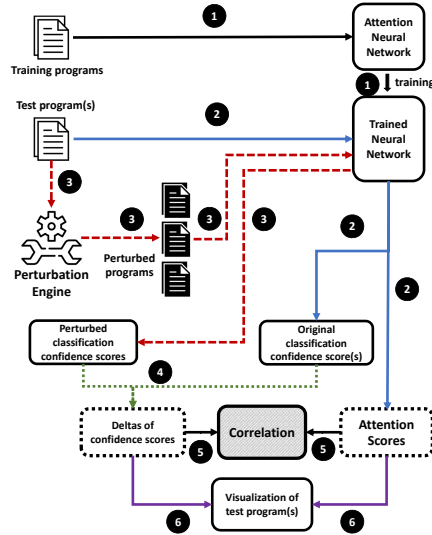 1
Attention
Neural
Network
Training programs
1
training
Test program(s)
2
Trained
Neural
Network
3
3
3
3
2
Perturbed
programs
Perturbation
Engine
2
Perturbed
classification
confidence scores
Original
classification
confidence score(s)
4
Deltas of
confidence scores
5
Correlation
5
Attention
Scores
6
Visualization of
test program(s)
6